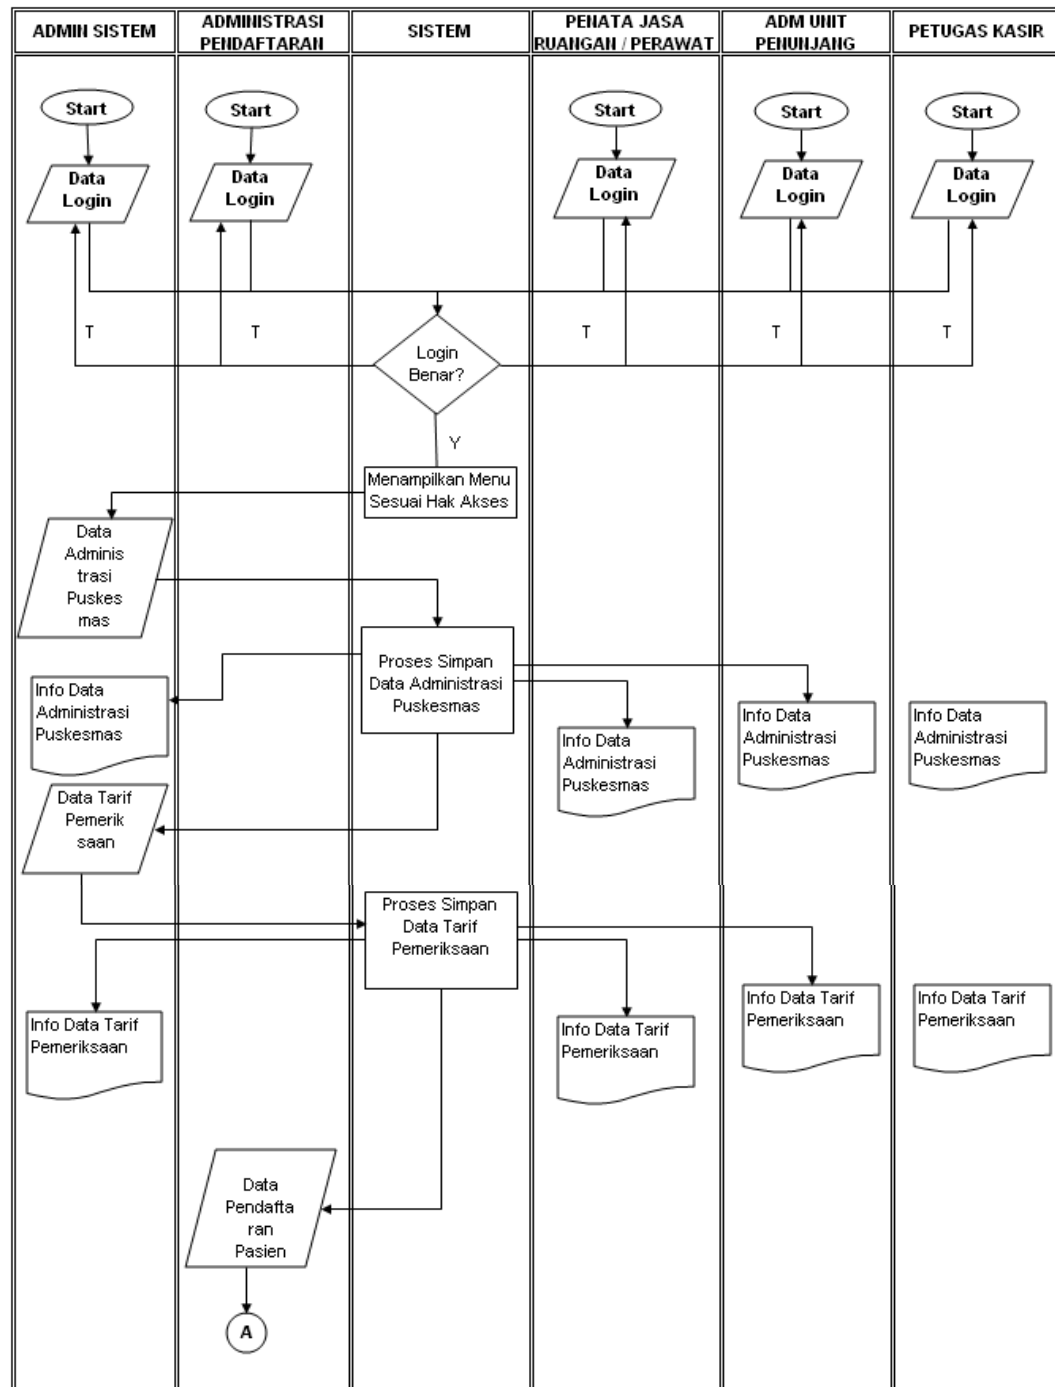 ADMIN SISTEM
ADMINISTRASI
PENDAFTARAN
SISTEM
PENATA JASA
RUANGAN / PERAWAT
ADM UNIT
PENUNJANG
PETUGAS KASIR
Start
Start
Start
Start
Start
Data
Login
Data
Login
Data
Login
Data
Login
Data
Login
T
T
T
T
T
Login
Benar?
Y
Menampilkan Menu
Sesuai Hak Akses
Data
Adminis
trasi
Puskes
mas
Proses Simpan
Data Administrasi
Puskesmas
Info Data
Administrasi
Puskesmas
Info Data
Administrasi
Puskesmas
Info Data
Administrasi
Puskesmas
Info Data
Administrasi
Puskesmas
Data Tarif
Pemerik
saan
Proses Simpan
Data Tarif
Pemeriksaan
Info Data Tarif
Pemeriksaan
Info Data Tarif
Pemeriksaan
Info Data Tarif
Pemeriksaan
Info Data Tarif
Pemeriksaan
Data
Pendafta
ran
Pasien
A